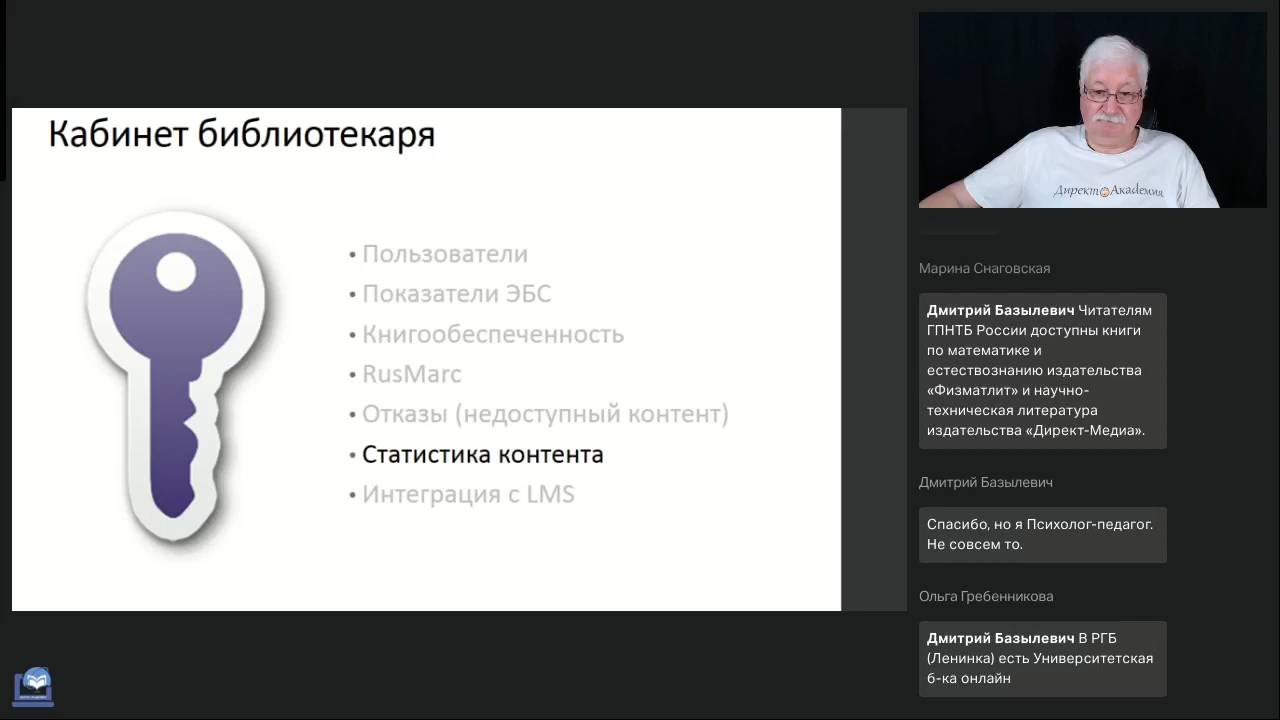 Кабинет библиотекаря
• Пользователи
• Показатели ЭБС
• Книгообеспеченность
• RusMarc
• Отказы (недоступный контент)
• Статистика контента
• Интеграция с LMS
Директ Академия
Марина Снаговская
Дмитрий Базылевич Читателям
ГПНТБ России доступны книги
по математике и
естествознанию издательства
«Физматлит» и научно-
техническая литература
издательства «Директ-Медиа».
Дмитрий Базылевич
Спасибо, но я Психолог-педагог.
Не совсем то.
Ольга Гребенникова
Дмитрий Базылевич В РГБ
(Ленинка) есть Университетская
б-ка онлайн